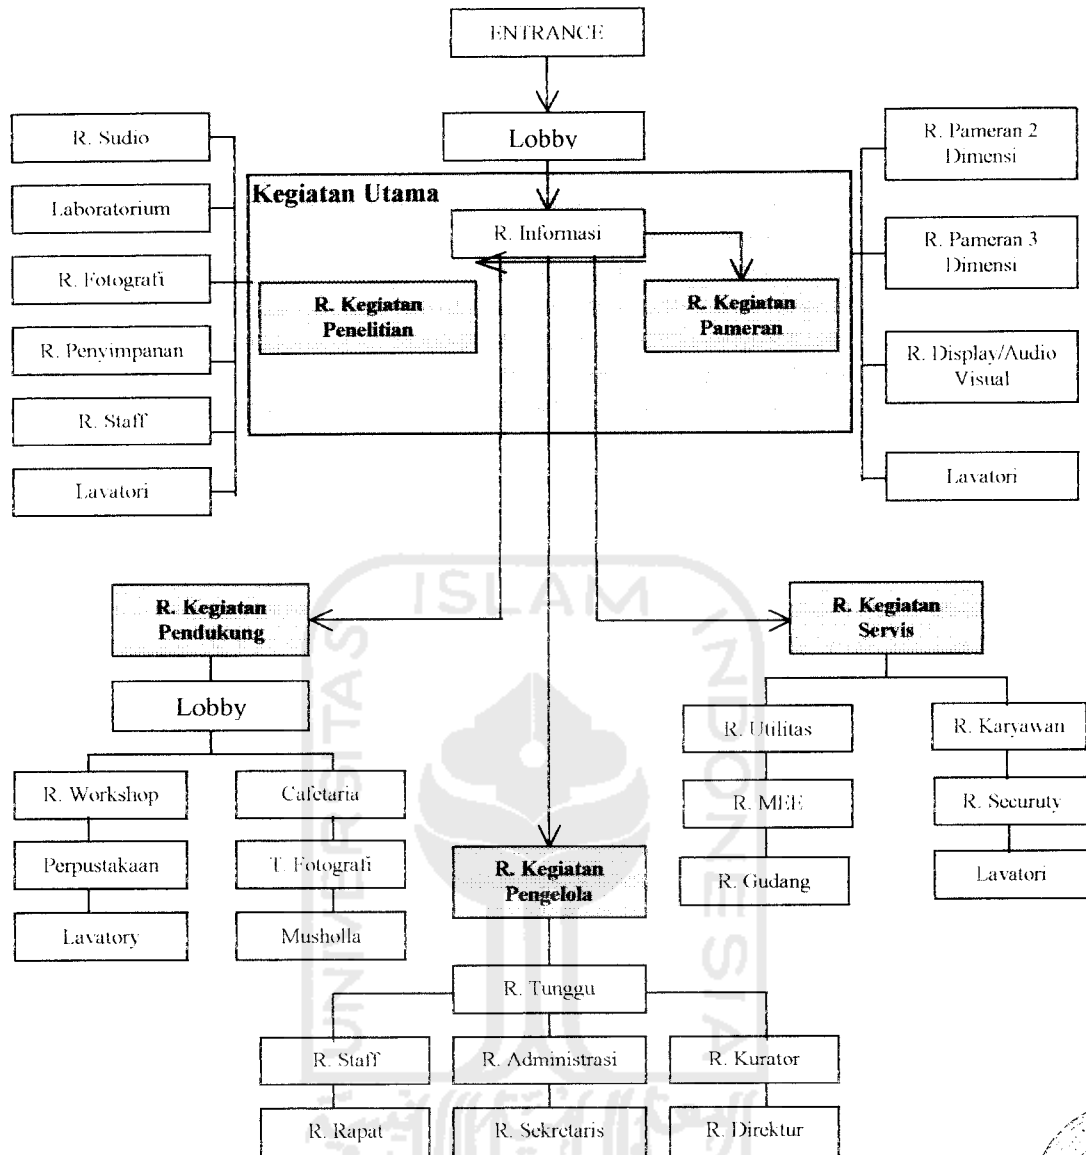 ENTRANCE
Lobby
Kegiatan Utama
R. Informasi
R. Kegiatan
Penelitian
R. Kegiatan
Pameran
R. Sudio
Laboratorium
R. Fotografi
R. Penyimpanan
R. Staff
Lavatori
R. Pameran 2
Dimensi
R. Pameran 3
Dimensi
R. Display/Audio
Visual
Lavatori
R. Kegiatan
Pendukung
Lobby
R. Workshop
Perpustakaan
Lavatory
Cafetaria
T. Fotografi
Musholla
R. Kegiatan
Servis
R. Utilitas
R. MEE
R. Gudang
R. Karyawan
R. Securuty
Lavatori
R. Kegiatan
Pengelola
R. Tunggu
R. Staff
R. Rapat
R. Administrasi
R. Sekretaris
R. Kurator
R. Direktur
UNIVERSITAS
ISLAM
INDONESIA